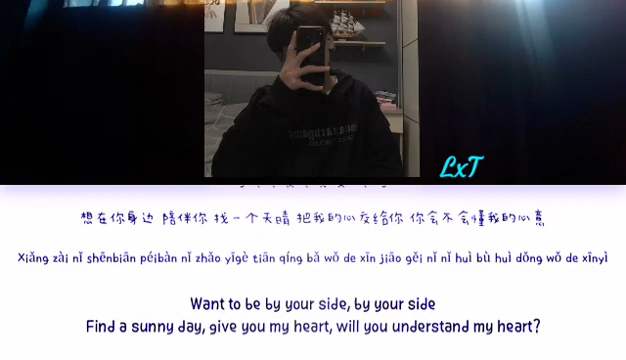 LxT
想在你身边 陪伴你 找一个天晴 把我的心交给你 你会不会懂我的心意
Xiǎng zài nǐ shēnbiān péibàn nǐ zhǎo yīgè tiān qíng bǎ wǒ de xīn jiāo gěi nǐ nǐ huì bù huì dǒng wǒ de xīnyì
Want to be by your side, by your side
Find a sunny day, give you my heart, will you understand my heart?